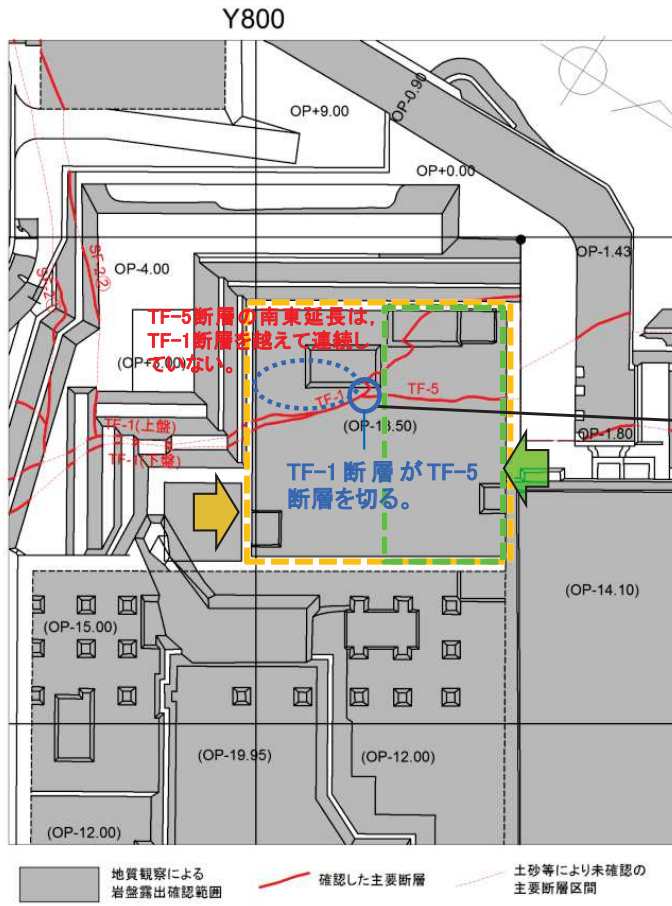 Y800
OP+9.00
OP-0.90
OP+0.00
OP-1.43
OP-4.00
SF-2②
TF-5断層の南東延長は,
TF-1断層を越えて連続し
ていない。
TF-1
TF-5
(OP-13.50)
TF-1(上盤)
TF-1(下盤)
OP-1.80
TF-1断層がTF-5
断層を切る。
(OP-14.10)
(OP-15.00)
(OP-19.95)
(OP-12.00)
(OP-12.00)
地質観察による
岩盤露出確認範囲
確認した主要断層
土砂等により未確認の
主要断層区間